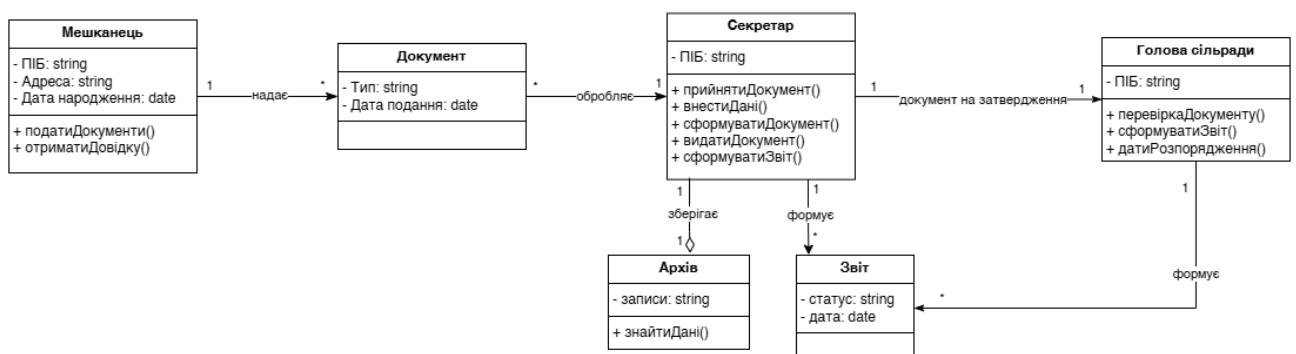 Мешканець
- ПІБ: string
- Адреса: string
- Дата народження: date
+ податиДокументи()
+ отриматиДовідку()
1
надає
*
Документ
- Тип: string
- Дата подання: date
*
обробляє
1
Секретар
- ПІБ: string
+ прийнятиДокумент()
+ внестиДані()
+ сформуватиДокумент()
+ видатиДокумент()
+ сформуватиЗвіт()
1
документ на затвердження
1
Голова сільради
- ПІБ: string
+ перевіркаДокументу()
+ сформуватиЗвіт()
+ датиРозпорядження()
1
зберігає
1
1
формує
*
1
формує
*
Архів
- записи: string
+ знайтиДані()
Звіт
- статус: string
- дата: date